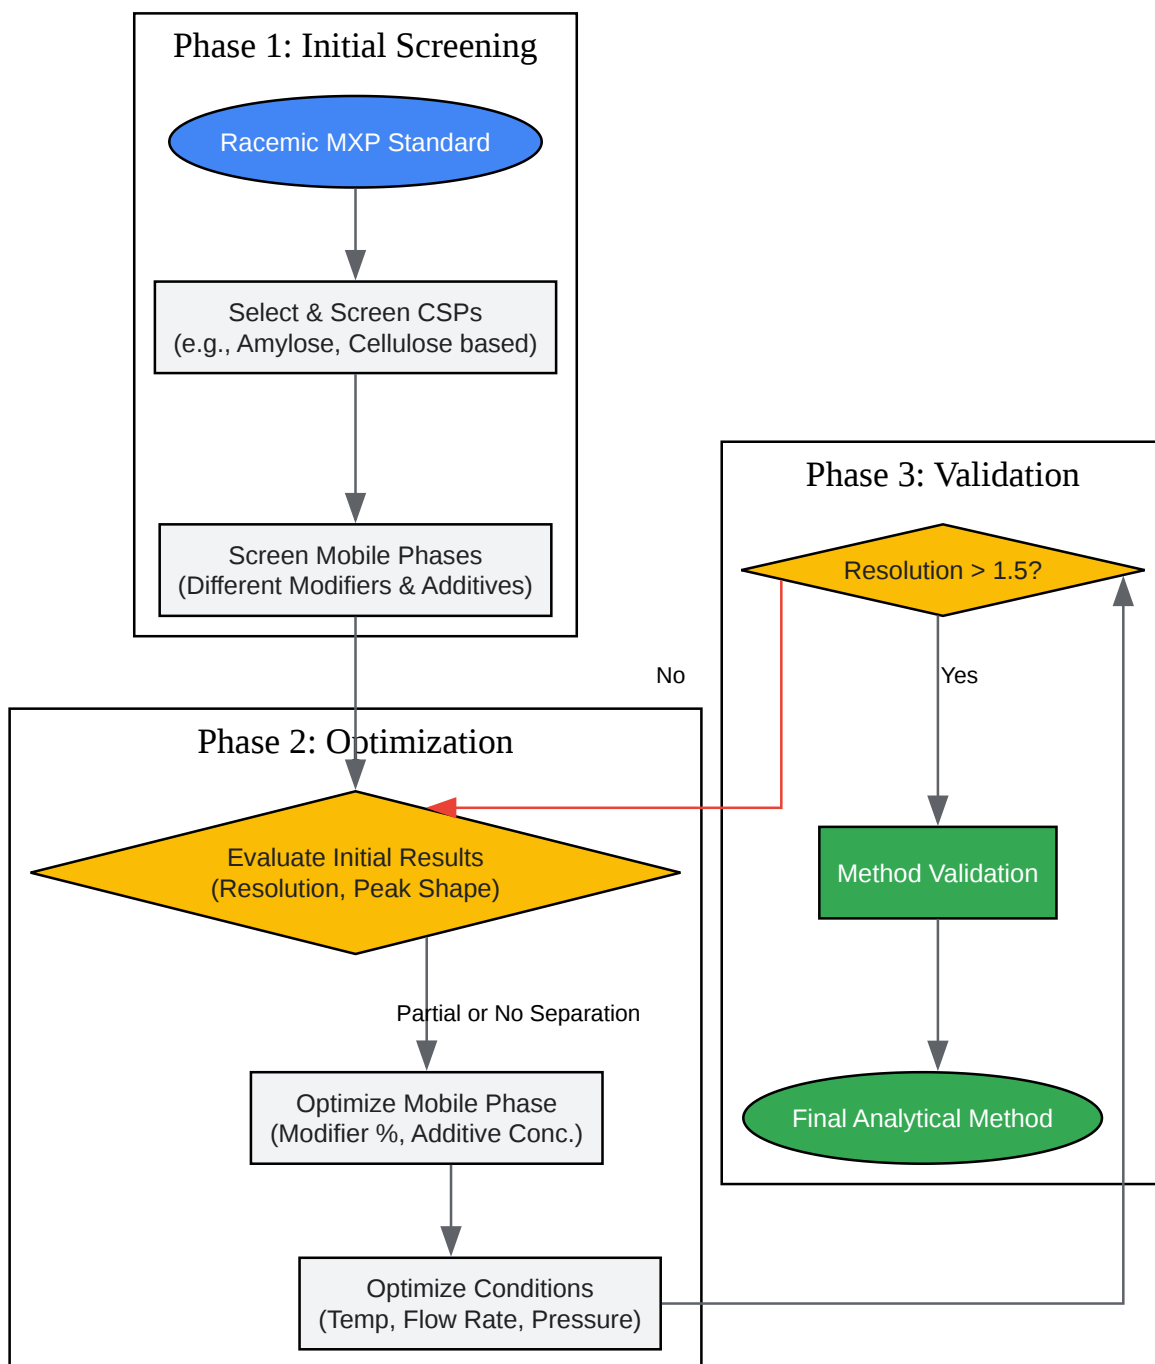 Phase 1: Initial Screening
Racemic MXP Standard
Select & Screen CSPs
(e.g., Amylose, Cellulose based)
Screen Mobile Phases
(Different Modifiers & Additives)
Phase 2: Optimization
Evaluate Initial Results
(Resolution, Peak Shape)
Partial or No Separation
Optimize Mobile Phase
(Modifier %, Additive Conc.)
Optimize Conditions
(Temp, Flow Rate, Pressure)
Phase 3: Validation
Resolution > 1.5?
No
Yes
Method Validation
Final Analytical Method